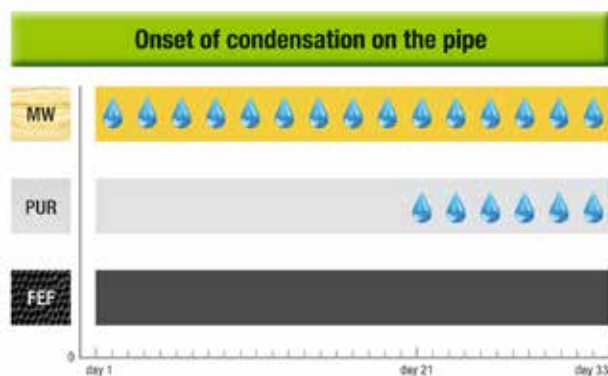 Onset of condensation on the pipe
MW
PUR
FEF
0
day 1
day 21
day 33